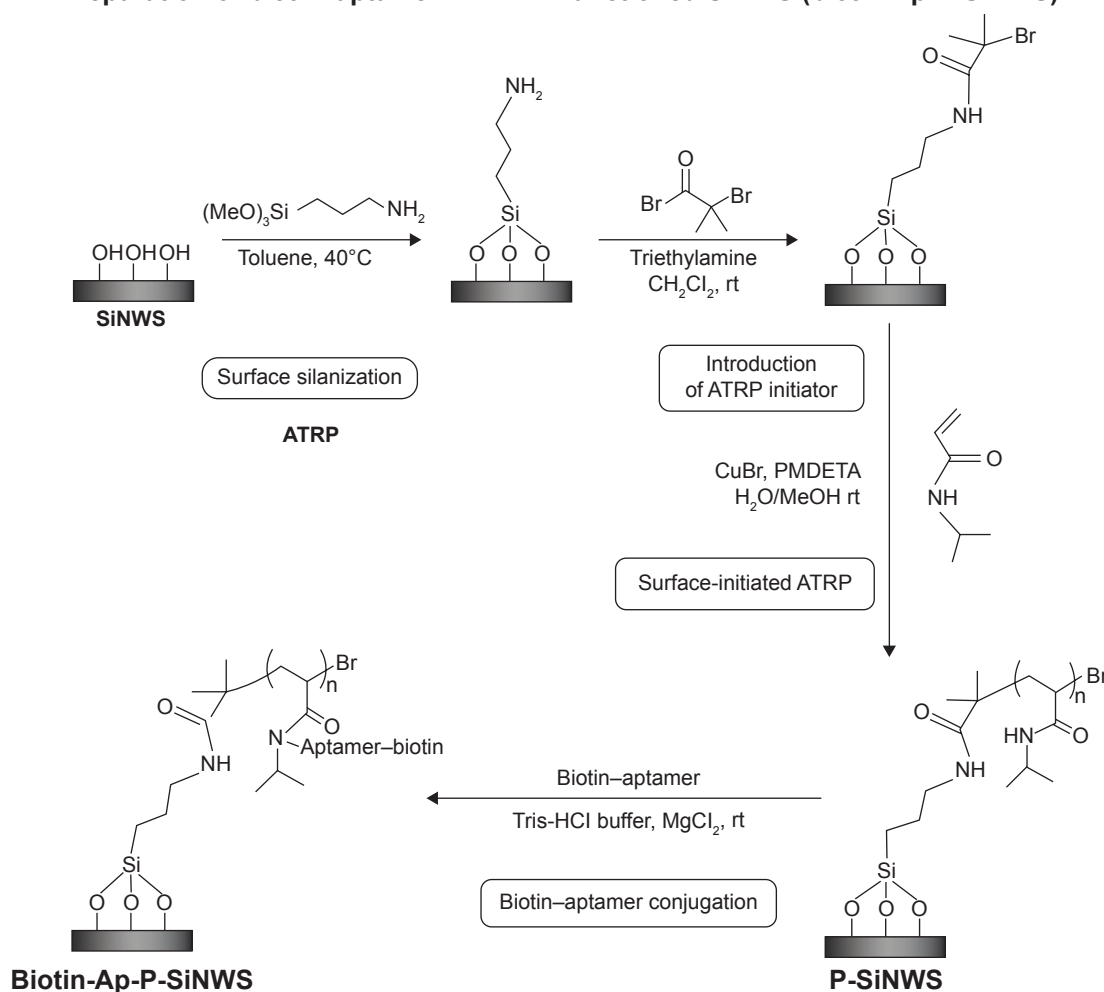 NH2
O
Br
NH
Si
O O O
O
Br
Br
(MeO)3Si
NH2
Toluene, 40°C
Si
O O O
Triethylamine
CH2Cl2, rt
OHOHOH
SiNWS
Surface silanization
ATRP
Introduction
of ATRP initiator
CuBr, PMDETA
H2O/MeOH rt
O
NH
Surface-initiated ATRP
Br
n
O
O
N
Aptamer–biotin
NH
Si
O O O
Biotin-Ap-P-SiNWS
Biotin–aptamer
Tris-HCl buffer, MgCl2, rt
Biotin–aptamer conjugation
Br
n
O
HN
O
NH
Si
O O O
P-SiNWS